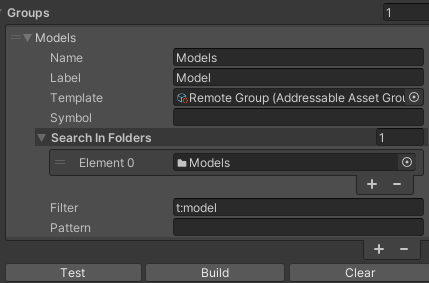 Groups 1
Models
Name Models
Label Model
Template Remote Group (Addressable Asset Grou
Symbol
Search In Folders 1
Element 0 Models
+ −
Filter t:model
Pattern
+ −
Test Build Clear